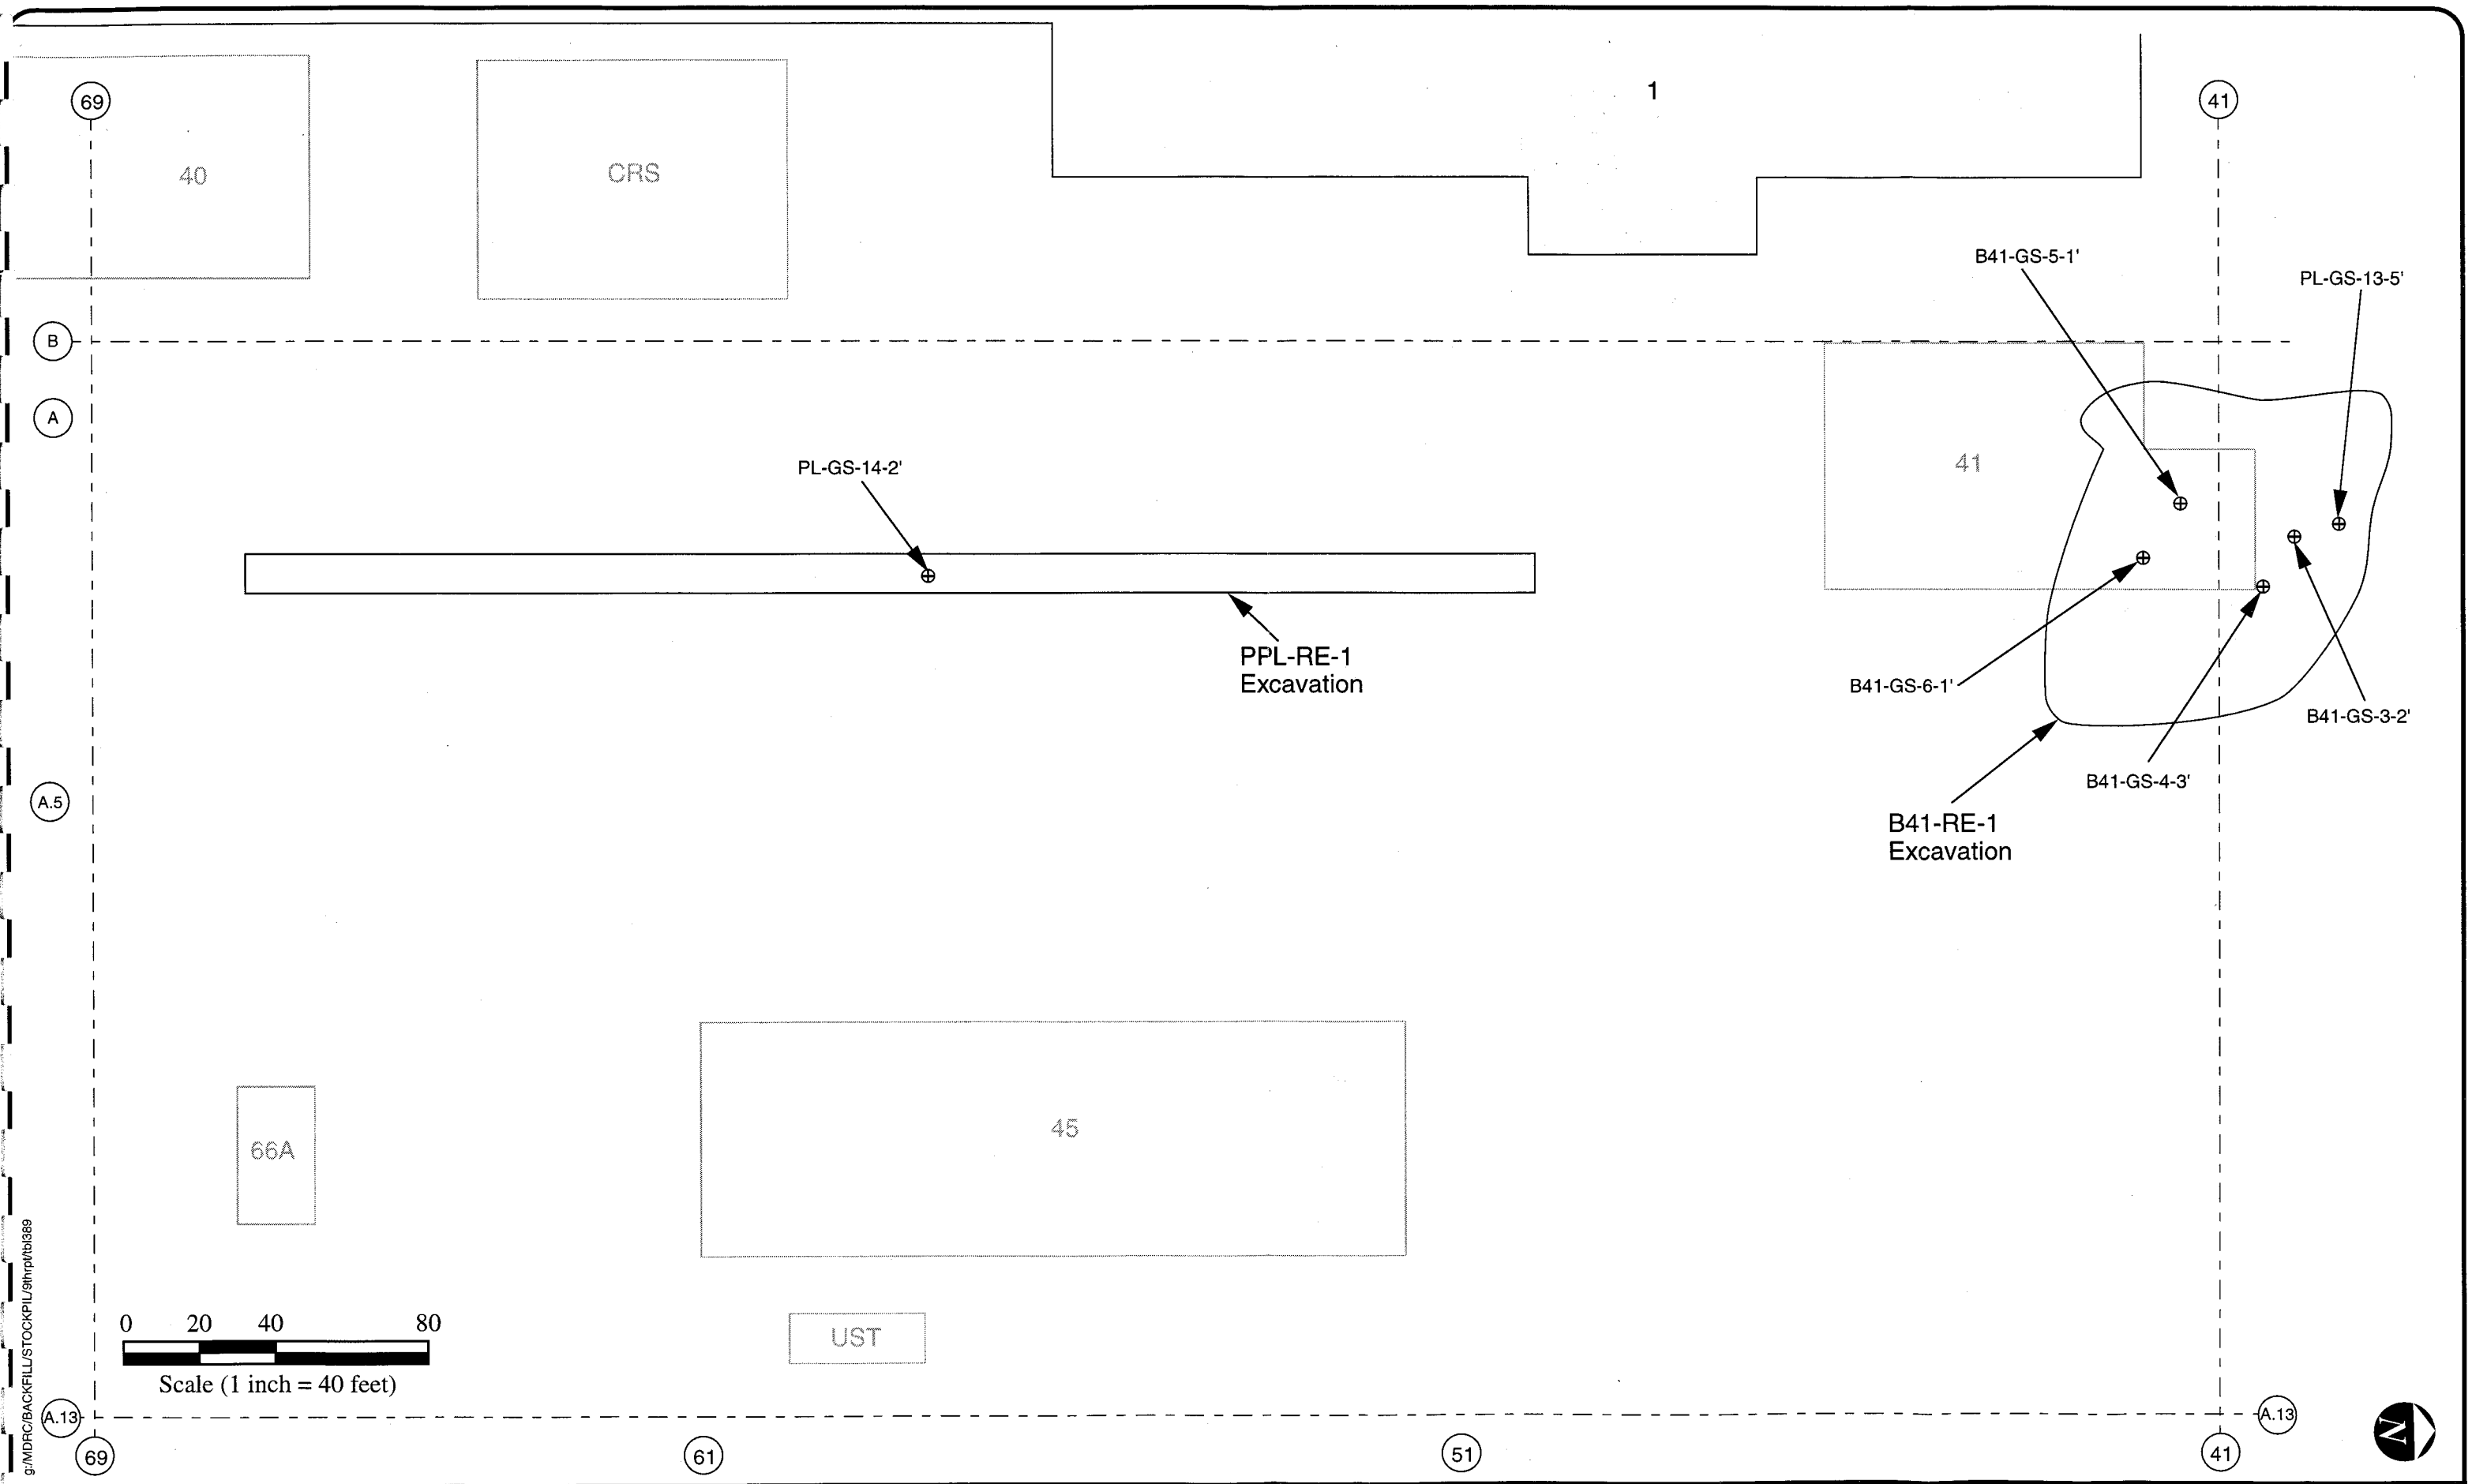 1
69
41
40
CRS
B41-GS-5-1'
PL-GS-13-5'
B
A
PL-GS-14-2'
41
PPL-RE-1
Excavation
B41-GS-6-1'
B41-GS-3-2'
B41-GS-4-3'
A.5
B41-RE-1
Excavation
45
66A
UST
0 20 40 80
Scale (1 inch = 40 feet)
A.13
A.13
69
61
51
41
N
g:/MDRC/BACKFILL/STOCKPIL/9thrpt/tbl389